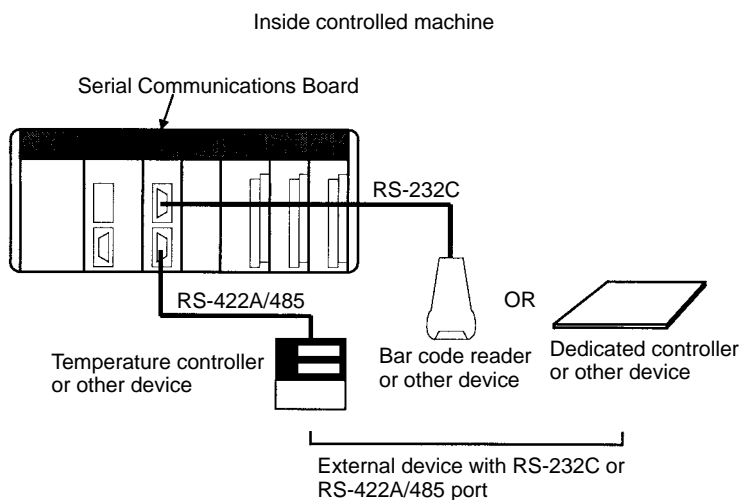 Inside controlled machine
Serial Communications Board
RS-232C
RS-422A/485
OR
Temperature controller
or other device
Bar code reader
or other device
Dedicated controller
or other device
External device with RS-232C or
RS-422A/485 port